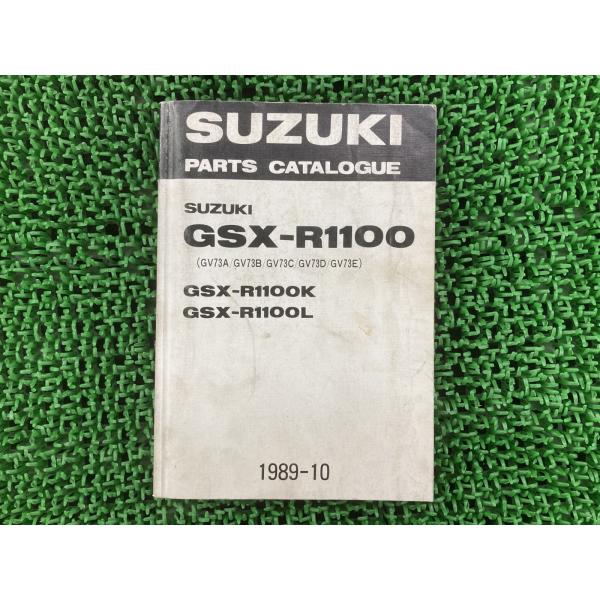 SUZUKI
PARTS CATALOGUE
SUZUKI
GSX-R1100
(GV73A/GV73B/GV73C/GV73D/GV73E)
GSX-R1100K
GSX-R1100L
1989-10